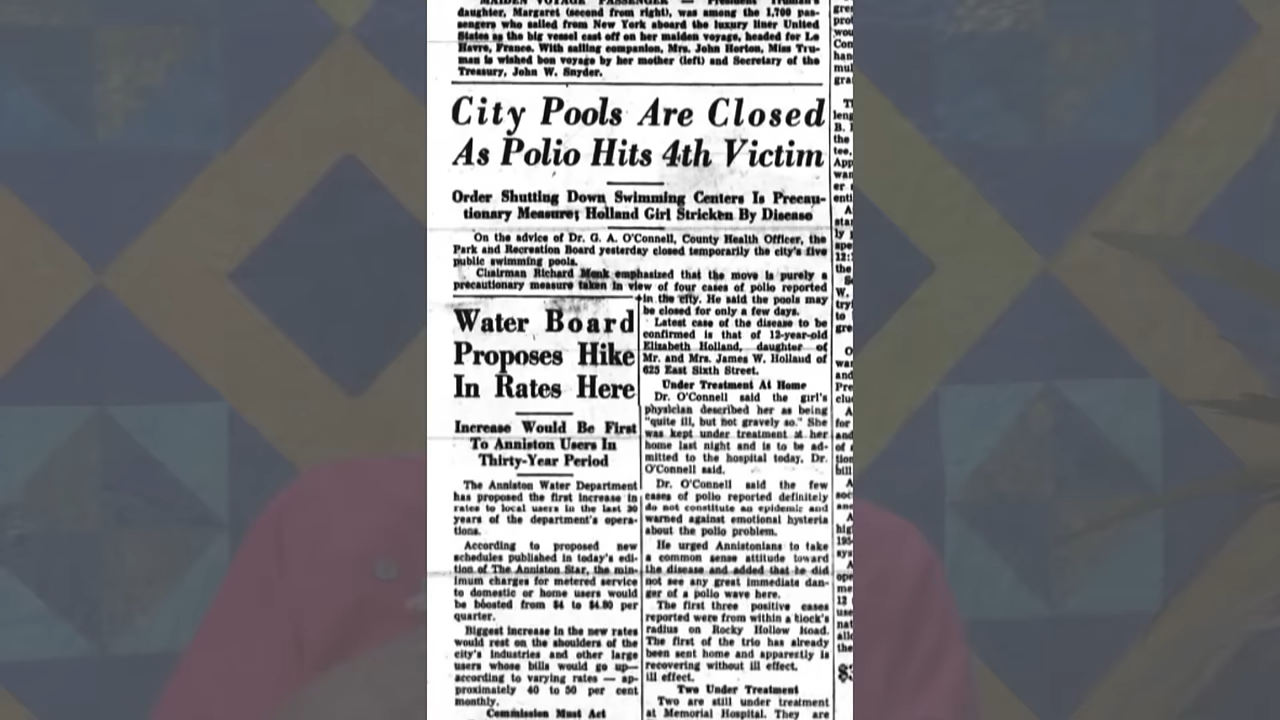 daughter, Margaret (second from right), was among the 1,700 pas-
sengers who sailed from New York aboard the luxury liner United
States as the big vessel cast off on her maiden voyage, headed for Le
Havre, France. With sailing companion, Mrs. John Horton, Miss Tru-
man is wished bon voyage by her mother (left) and Secretary of the
Treasury, John W. Snyder.
City Pools Are Closed
As Polio Hits 4th Victim
Order Shutting Down Swimming Centers Is Precau-
tionary Measure; Holland Girl Stricken By Disease
On the advice of Dr. G. A. O'Connell, County Health Officer, the
Park and Recreation Board yesterday closed temporarily the city's five
public swimming pools.
Chairman Richard Monk emphasized that the move is purely a
precautionary measure taken in view of four cases of polio reported
in the city. He said the pools may
be closed for only a few days.
Latest case of the disease to be
confirmed is that of 12-year-old
Elizabeth Holland, daughter of
Mr. and Mrs. James W. Holland of
625 East Sixth Street.
Under Treatment At Home
Dr. O'Connell said the girl's
physician described her as being
"quite ill, but not gravely so." She
was kept under treatment at her
home last night and is to be ad-
mitted to the hospital today, Dr.
O'Connell said.
Dr. O'Connell said the few
cases of polio reported definitely
do not constitute an epidemic and
warned against emotional hysteria
about the polio problem.
He urged Annistonians to take
a common sense attitude toward
the disease and added that he did
not see any great immediate dan-
ger of a polio wave here.
The first three positive cases
reported were from within a block's
radius on Rocky Hollow Road.
The first of the trio has already
been sent home and apparently is
recovering without ill effect.
ill effect.
Two Under Treatment
Two are still under treatment
at Memorial Hospital. They are
Water Board
Proposes Hike
In Rates Here
Increase Would Be First
To Anniston Users In
Thirty-Year Period
The Anniston Water Department
has proposed the first increase in
rates to local users in the last 30
years of the department's opera-
tions.
According to proposed new
schedules published in today's edi-
tion of The Anniston Star, the min-
imum charges for metered service
to domestic or home users would
be boosted from $4 to $4.80 per
quarter.
Biggest increase in the new rates
would rest on the shoulders of the
city's industries and other large
users whose bills would go up—
according to varying rates — ap-
proximately 40 to 50 per cent
monthly.
Commission Must Act